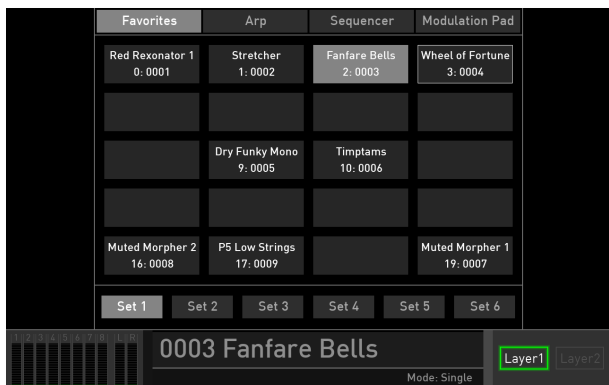 Favorites Arp Sequencer Modulation Pad
Red Rexonator 1 Stretcher Fanfare Bells Wheel of Fortune
0: 0001 1: 0002 2: 0003 3: 0004
Dry Funky Mono Timptams
9: 0005 10: 0006
Muted Morpher 2 P5 Low Strings Muted Morpher 1
16: 0008 17: 0009 19: 0007
Set 1 Set 2 Set 3 Set 4 Set 5 Set 6
1 2 3 4 5 6 7 8 L R
0003 Fanfare Bells
Layer1 Layer2
Mode: Single